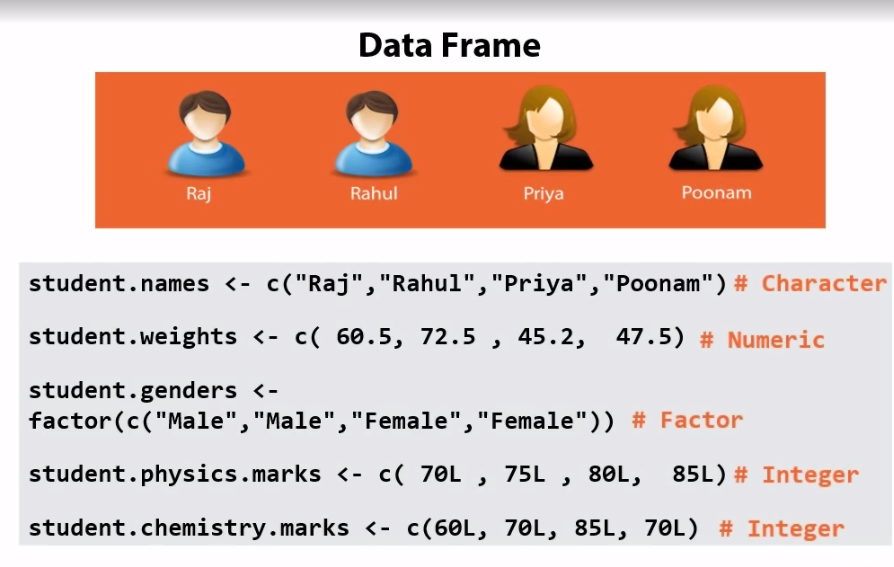 Data Frame
Raj
Rahul
Priya
Poonam
student.names <- c("Raj","Rahul","Priya","Poonam") # Character
student.weights <- c( 60.5, 72.5 , 45.2,  47.5) # Numeric
student.genders <-
factor(c("Male","Male","Female","Female")) # Factor
student.physics.marks <- c( 70L , 75L , 80L,  85L) # Integer
student.chemistry.marks <- c(60L, 70L, 85L, 70L) # Integer